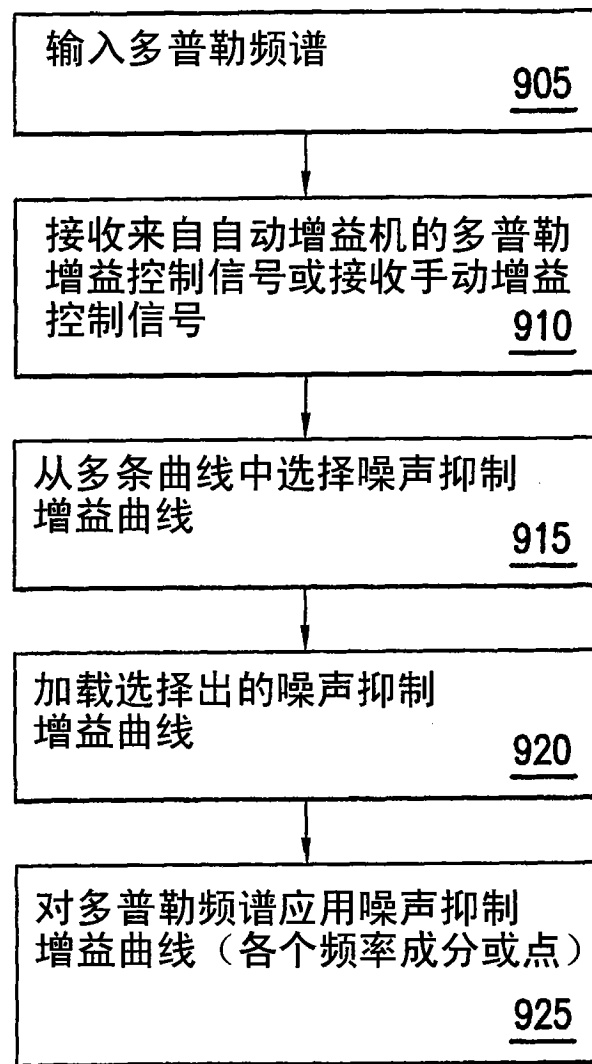 输入多普勒频谱
905
接收来自自动增益机的多普勒
增益控制信号或接收手动增益
控制信号
910
从多条曲线中选择噪声抑制
增益曲线
915
加载选择出的噪声抑制
增益曲线
920
对多普勒频谱应用噪声抑制
增益曲线（各个频率成分或点）
925